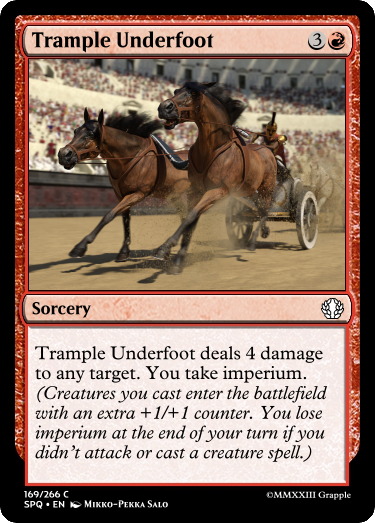 Trample Underfoot 3
Sorcery
Trample Underfoot deals 4 damage
to any target. You take imperium.
(Creatures you cast enter the battlefield
with an extra +1/+1 counter. You lose
imperium at the end of your turn if you
didn't attack or cast a creature spell.)
169/266 C
SPQ • EN Mikko-Pekka Salo
©MMXXIII Grapple